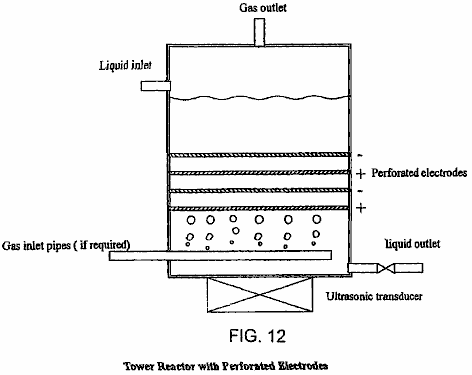 Gas outlet
Liquid inlet
-
+ Perforated electrodes
-
+
Gas inlet pipes ( if required)
liquid outlet
Ultrasonic transducer
FIG. 12
Tower Reactor with Perforated Electrodes